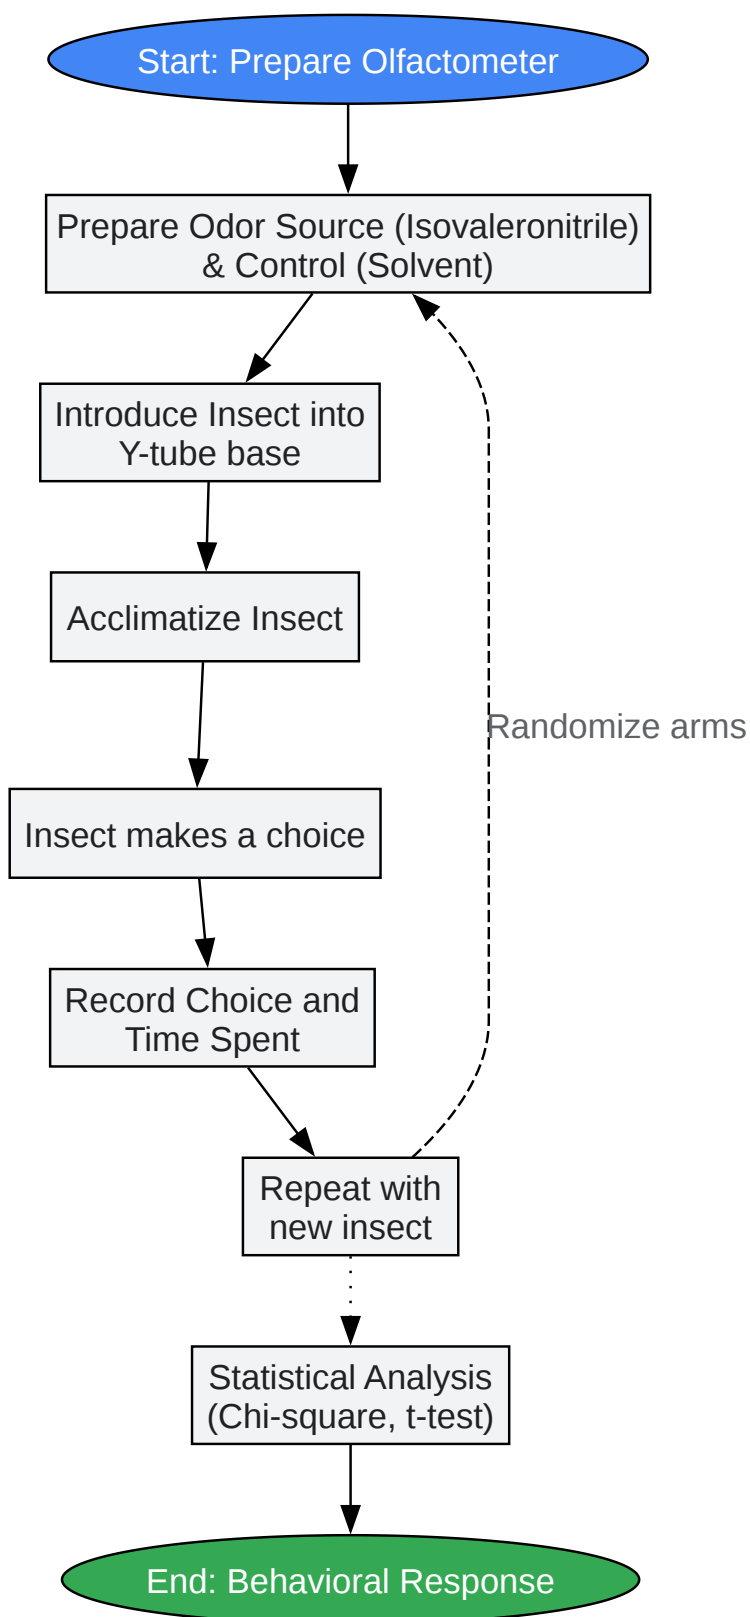 Start: Prepare Olfactometer
Prepare Odor Source (Isovaleronitrile)
& Control (Solvent)
Introduce Insect into
Y-tube base
Acclimatize Insect
Randomize arms
Insect makes a choice
Record Choice and
Time Spent
Repeat with
new insect
Statistical Analysis
(Chi-square, t-test)
End: Behavioral Response